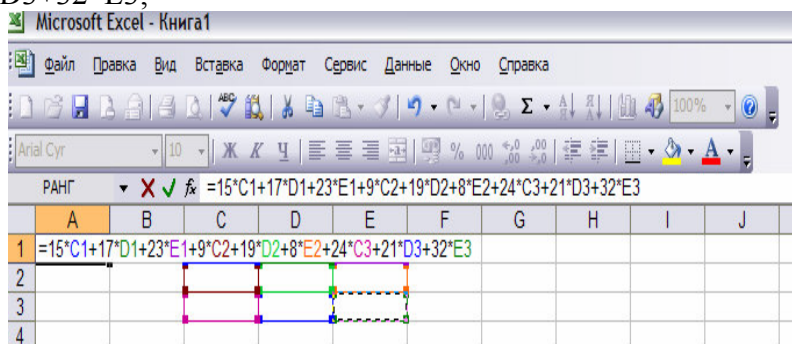 D3+32*E3;
Microsoft Excel - Книга1
Файл Правка Вид Вставка Формат Сервис Данные Окно Справка
100%
Arial Cyr 10 Ж К Ч % 000
РАНГ fx =15*C1+17*D1+23*E1+9*C2+19*D2+8*E2+24*C3+21*D3+32*E3
A B C D E F G H I J
1 =15*C1+17*D1+23*E1+9*C2+19*D2+8*E2+24*C3+21*D3+32*E3
2
3
4